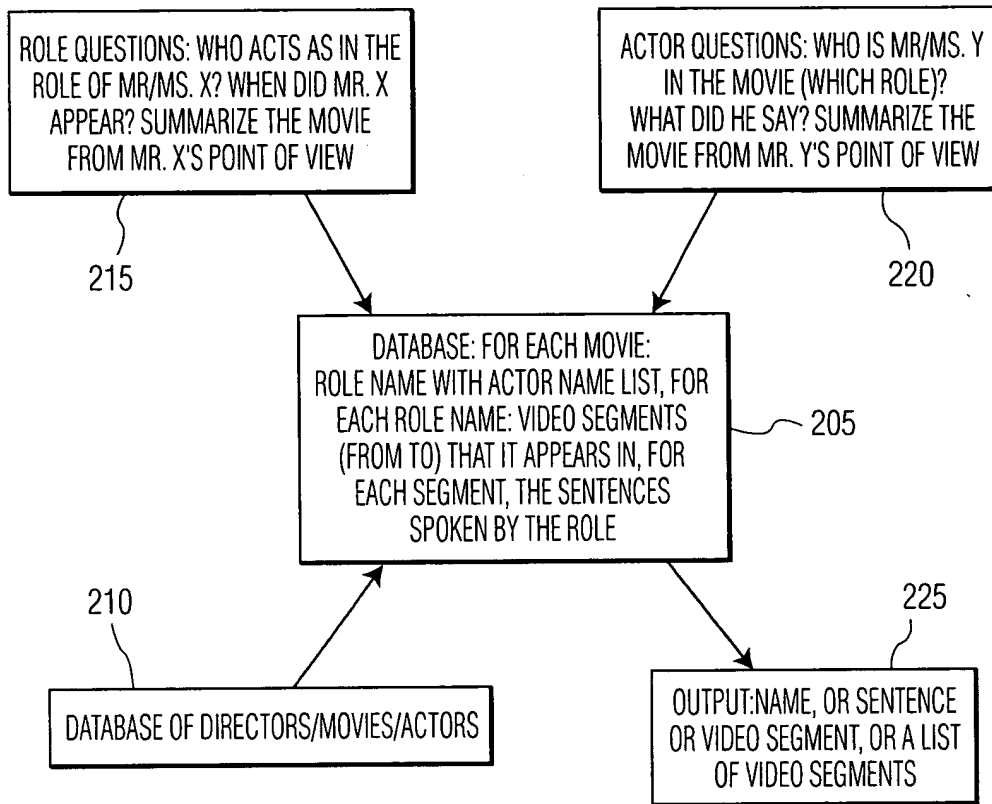 ROLE QUESTIONS: WHO ACTS AS IN THE
ROLE OF MR/MS. X? WHEN DID MR. X
APPEAR? SUMMARIZE THE MOVIE
FROM MR. X'S POINT OF VIEW
215
ACTOR QUESTIONS: WHO IS MR/MS. Y
IN THE MOVIE (WHICH ROLE)?
WHAT DID HE SAY? SUMMARIZE THE
MOVIE FROM MR. Y'S POINT OF VIEW
220
DATABASE: FOR EACH MOVIE:
ROLE NAME WITH ACTOR NAME LIST, FOR
EACH ROLE NAME: VIDEO SEGMENTS
(FROM TO) THAT IT APPEARS IN, FOR
EACH SEGMENT, THE SENTENCES
SPOKEN BY THE ROLE
205
210
DATABASE OF DIRECTORS/MOVIES/ACTORS
225
OUTPUT:NAME, OR SENTENCE
OR VIDEO SEGMENT, OR A LIST
OF VIDEO SEGMENTS